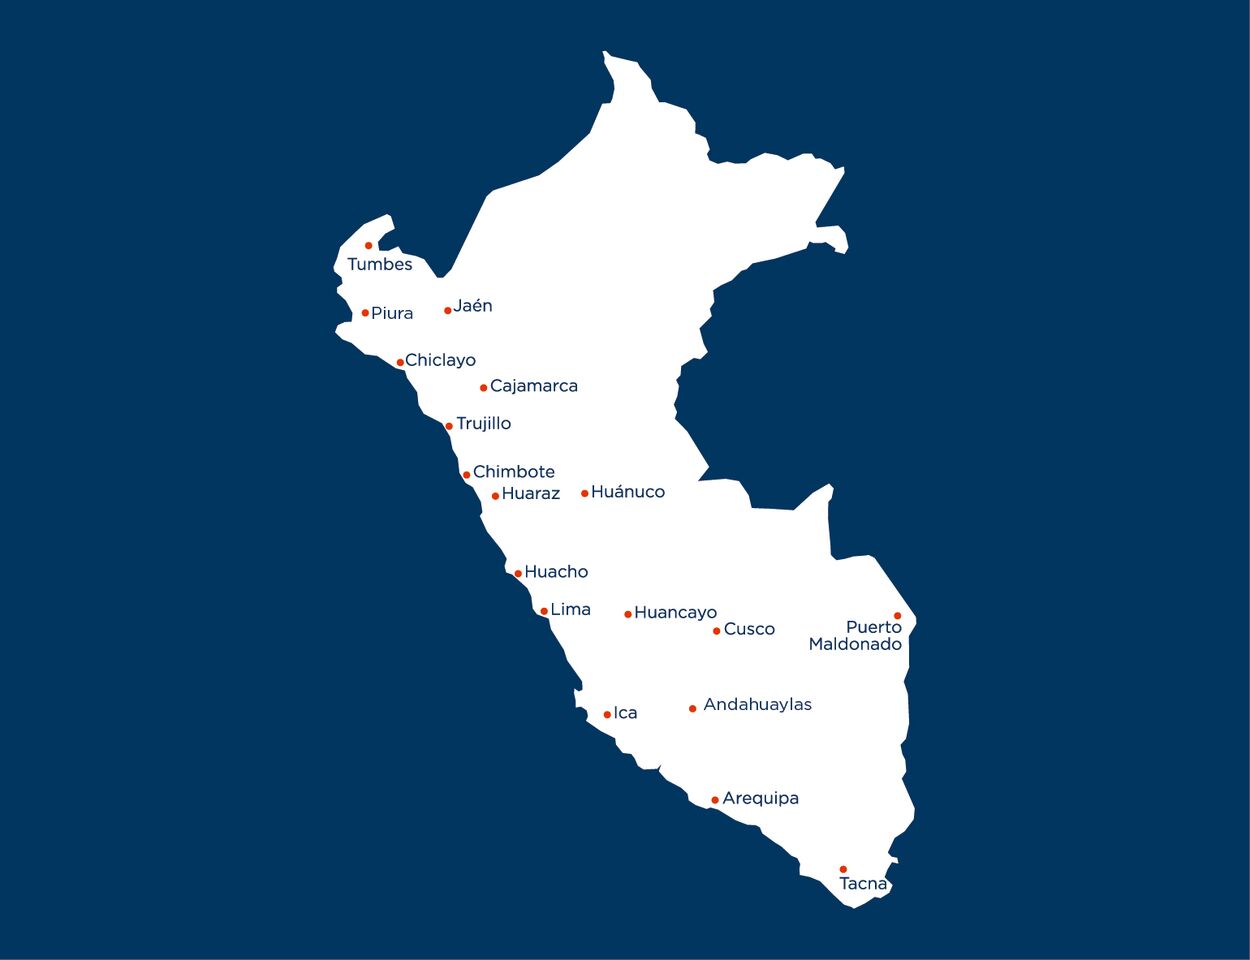 Tumbes
Jaén
Piura
Chiclayo
Cajamarca
Trujillo
Chimbote
Huánuco
Huaraz
Huacho
Lima
Huancayo
Cusco
Puerto
Maldonado
Andahuaylas
Ica
Arequipa
Tacna